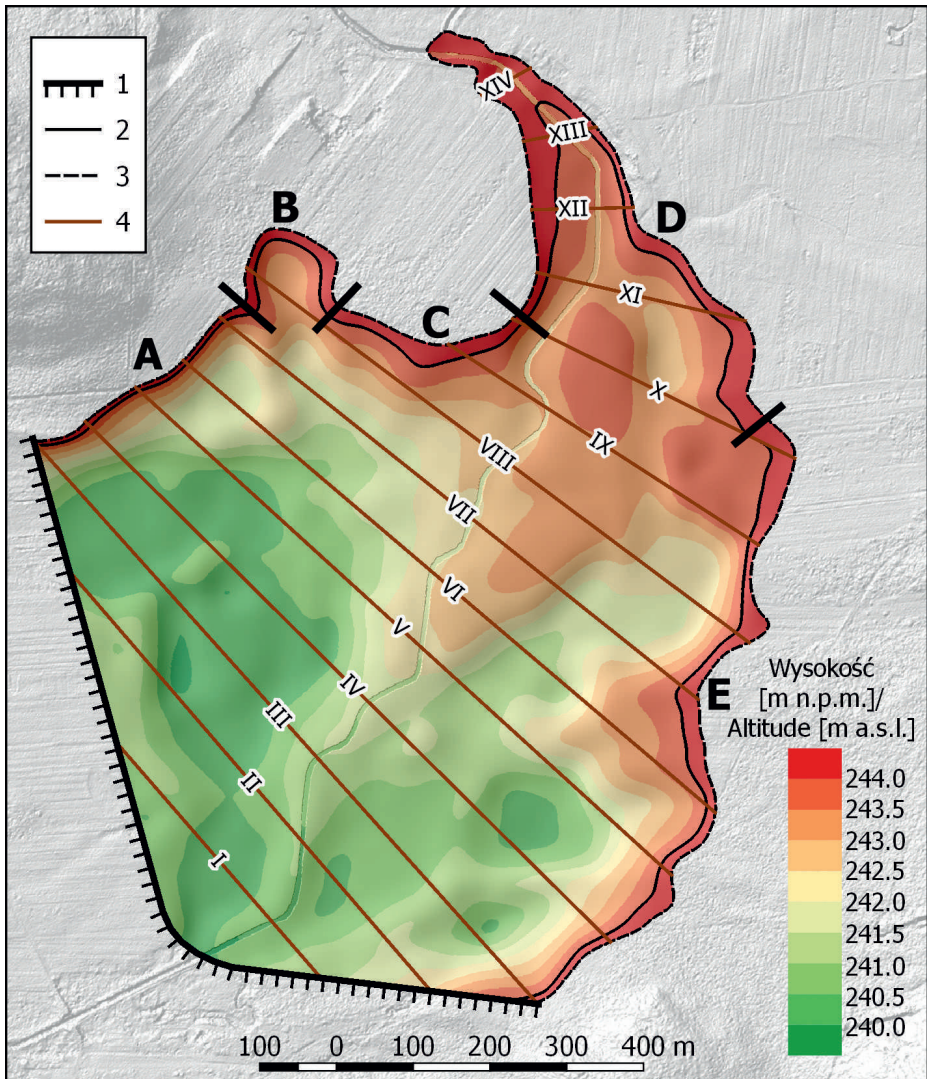 1
2
3
4
XIV
XIII
XII
B
D
XI
C
A
X
IX
VIII
VII
VI
V
IV
III
II
I
E
Wysokość
[m n.p.m.]/
Altitude [m a.s.l.]
244.0
243.5
243.0
242.5
242.0
241.5
241.0
240.5
240.0
100 0 100 200 300 400 m